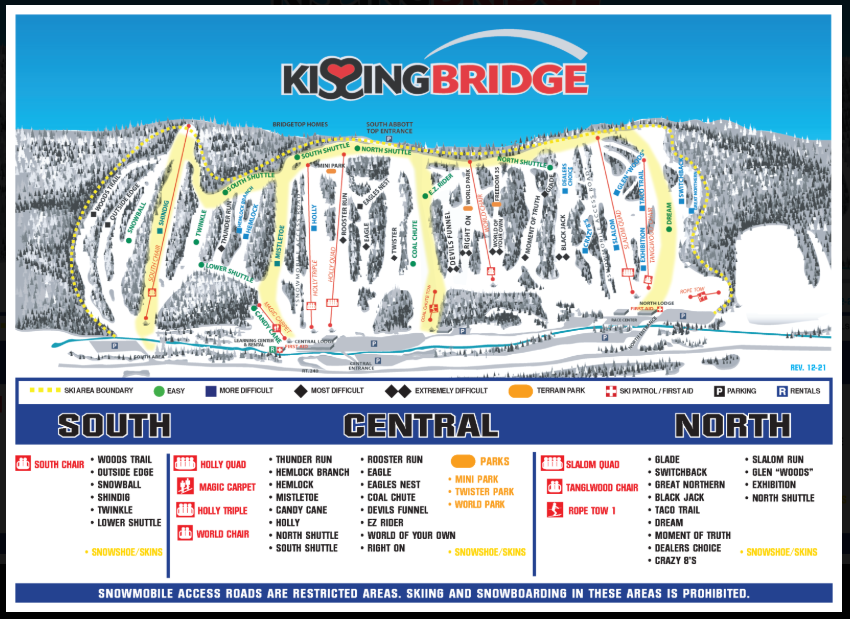 KISSINGBRIDGE
BRIDGETOP HOMES
SOUTH ABBOTT
TOP ENTRANCE
P
SOUTH SHUTTLE
NORTH SHUTTLE
NORTH SHUTTLE
MINI PARK
SOUTH SHUTTLE
WOODS TRAIL
OUTSIDE EDGE
SNOWBALL
SHINDIG
SOUTH CHAIR
TWINKLE
THUNDER RUN
HEMLOCK BRANCH
HEMLOCK
LOWER SHUTTLE
MISTLETOE
MAGIC CARPET
CANDY CANE
HOLLY
HOLLY TRIPLE
HOLLY QUAD
ROOSTER RUN
EAGLES NEST
EAGLE
TWISTER
COAL CHUTE
E.Z. RIDER
DEVILS FUNNEL
RIGHT ON
WORLD PARK
FREEDOM 35
WORLD OF
YOUR OWN
MOMENT OF TRUTH
DEALERS
CHOICE
BLACK JACK
CRAZY 8'S
GLEN "WOODS"
SLALOM
SLALOM QUAD
TACO TRAIL
EXHIBITION
TANGLEWOOD
DREAM
SWITCHBACK
GREAT NORTHERN
ROPE TOW
NORTH LODGE
FIRST AID
RACE CENTER
LEARNING CENTER
& RENTAL
CENTRAL LODGE
FIRST AID
CENTRAL
ENTRANCE
SOUTH AREA
RT. 240
REV. 12-21
SKI AREA BOUNDARY
EASY
MORE DIFFICULT
MOST DIFFICULT
EXTREMELY DIFFICULT
TERRAIN PARK
SKI PATROL / FIRST AID
P PARKING
R RENTALS
SOUTH
CENTRAL
NORTH
SOUTH CHAIR
• WOODS TRAIL
• OUTSIDE EDGE
• SNOWBALL
• SHINDIG
• TWINKLE
• LOWER SHUTTLE
• SNOWSHOE/SKINS
HOLLY QUAD
MAGIC CARPET
HOLLY TRIPLE
WORLD CHAIR
• THUNDER RUN
• HEMLOCK BRANCH
• HEMLOCK
• MISTLETOE
• CANDY CANE
• HOLLY
• NORTH SHUTTLE
• SOUTH SHUTTLE
• ROOSTER RUN
• EAGLE
• EAGLES NEST
• COAL CHUTE
• DEVILS FUNNEL
• EZ RIDER
• WORLD OF YOUR OWN
• RIGHT ON
PARKS
• MINI PARK
• TWISTER PARK
• WORLD PARK
• SNOWSHOE/SKINS
SLALOM QUAD
TANGLWOOD CHAIR
ROPE TOW 1
• GLADE
• SWITCHBACK
• GREAT NORTHERN
• BLACK JACK
• TACO TRAIL
• DREAM
• MOMENT OF TRUTH
• DEALERS CHOICE
• CRAZY 8'S
• SLALOM RUN
• GLEN "WOODS"
• EXHIBITION
• NORTH SHUTTLE
• SNOWSHOE/SKINS
SNOWMOBILE ACCESS ROADS ARE RESTRICTED AREAS. SKIING AND SNOWBOARDING IN THESE AREAS IS PROHIBITED.